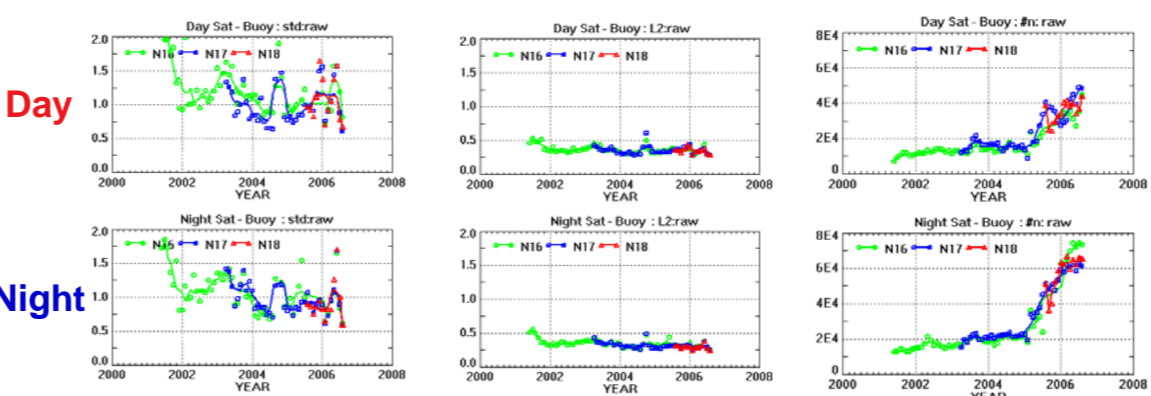 Day Sat - Buoy : std:raw
2.0
N16 N17 N18
1.5
1.0
0.5
0.0
2000 2002 2004 2006 2008
YEAR
Day Sat - Buoy : L2:raw
2.0
N16 N17 N18
1.5
1.0
0.5
0.0
2000 2002 2004 2006 2008
YEAR
Day Sat - Buoy : #n: raw
8E4
N16 N17 N18
6E4
4E4
2E4
0
2000 2002 2004 2006 2008
YEAR
Day
Night Sat - Buoy : std:raw
2.0
N16 N17 N18
1.5
1.0
0.5
0.0
2000 2002 2004 2006 2008
YEAR
Night Sat - Buoy : L2:raw
2.0
N16 N17 N18
1.5
1.0
0.5
0.0
2000 2002 2004 2006 2008
YEAR
Night Sat - Buoy : #n: raw
8E4
N16 N17 N18
6E4
4E4
2E4
0
2000 2002 2004 2006 2008
YEAR
Night